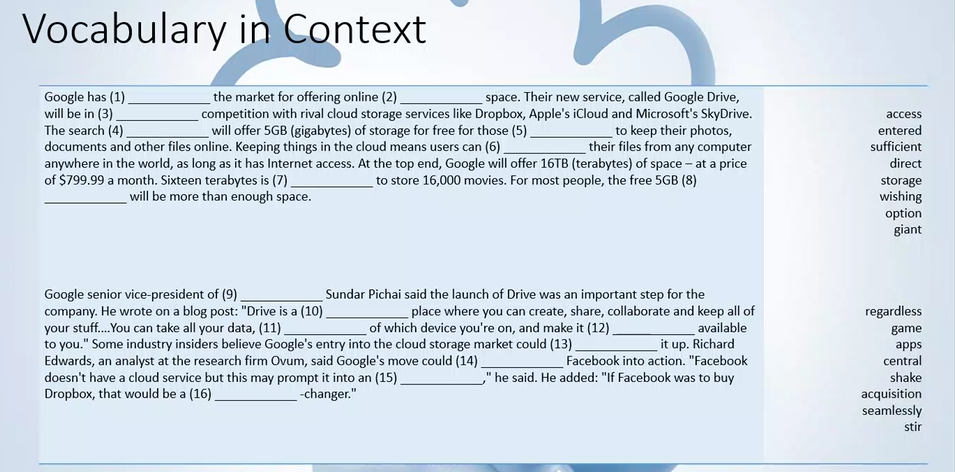 Vocabulary in Context
Google has (1) ____________ the market for offering online (2) ____________ space. Their new service, called Google Drive,
will be in (3) ____________ competition with rival cloud storage services like Dropbox, Apple's iCloud and Microsoft's SkyDrive.
The search (4) ____________ will offer 5GB (gigabytes) of storage for free for those (5) ____________ to keep their photos,
documents and other files online. Keeping things in the cloud means users can (6) ____________ their files from any computer
anywhere in the world, as long as it has Internet access. At the top end, Google will offer 16TB (terabytes) of space – at a price
of $799.99 a month. Sixteen terabytes is (7) ____________ to store 16,000 movies. For most people, the free 5GB (8)
____________ will be more than enough space.
access
entered
sufficient
direct
storage
wishing
option
giant
Google senior vice-president of (9) ____________ Sundar Pichai said the launch of Drive was an important step for the
company. He wrote on a blog post: "Drive is a (10) ____________ place where you can create, share, collaborate and keep all of
your stuff....You can take all your data, (11) ____________ of which device you're on, and make it (12) ____________ available
to you." Some industry insiders believe Google's entry into the cloud storage market could (13) ____________ it up. Richard
Edwards, an analyst at the research firm Ovum, said Google's move could (14) ____________ Facebook into action. "Facebook
doesn't have a cloud service but this may prompt it into an (15) ____________," he said. He added: "If Facebook was to buy
Dropbox, that would be a (16) ____________ -changer."
regardless
game
apps
central
shake
acquisition
seamlessly
stir